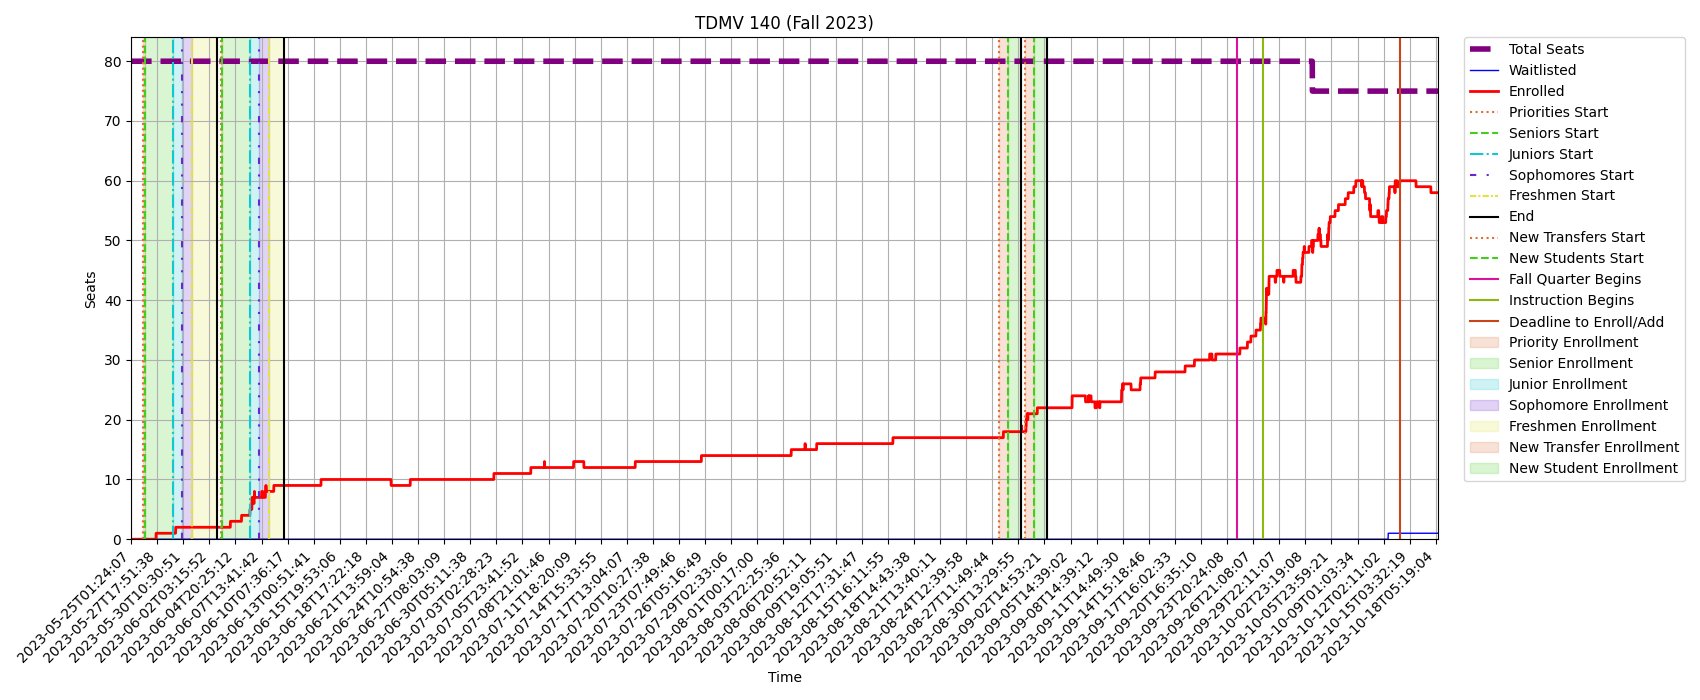 TDMV 140 (Fall 2023)
Seats
80
70
60
50
40
30
20
10
0
2023-05-25T01:24:07
2023-05-27T17:51:38
2023-05-30T10:30:51
2023-06-02T03:15:52
2023-06-04T20:25:12
2023-06-07T13:41:42
2023-06-10T07:36:17
2023-06-13T00:51:41
2023-06-15T19:53:06
2023-06-18T17:22:18
2023-06-21T13:59:04
2023-06-24T10:54:38
2023-06-27T08:03:09
2023-06-30T05:11:38
2023-07-03T02:28:23
2023-07-05T23:41:52
2023-07-08T21:01:46
2023-07-11T18:20:09
2023-07-14T15:33:55
2023-07-17T13:04:07
2023-07-20T10:27:38
2023-07-23T07:49:46
2023-07-26T05:16:49
2023-07-29T02:33:06
2023-08-01T00:17:00
2023-08-03T22:25:36
2023-08-06T20:52:11
2023-08-09T19:05:51
2023-08-12T17:31:47
2023-08-15T16:11:55
2023-08-18T14:43:38
2023-08-21T13:40:11
2023-08-24T12:39:58
2023-08-27T11:49:44
2023-08-30T13:29:55
2023-09-02T14:53:21
2023-09-05T14:39:02
2023-09-08T14:39:12
2023-09-11T14:49:30
2023-09-14T15:18:46
2023-09-17T16:02:33
2023-09-20T16:35:10
2023-09-23T20:24:08
2023-09-26T21:08:07
2023-09-29T22:11:07
2023-10-02T23:19:08
2023-10-05T23:59:21
2023-10-09T01:03:34
2023-10-12T02:11:02
2023-10-15T03:32:19
2023-10-18T05:19:04
Time
Total Seats
Waitlisted
Enrolled
Priorities Start
Seniors Start
Juniors Start
Sophomores Start
Freshmen Start
End
New Transfers Start
New Students Start
Fall Quarter Begins
Instruction Begins
Deadline to Enroll/Add
Priority Enrollment
Senior Enrollment
Junior Enrollment
Sophomore Enrollment
Freshmen Enrollment
New Transfer Enrollment
New Student Enrollment